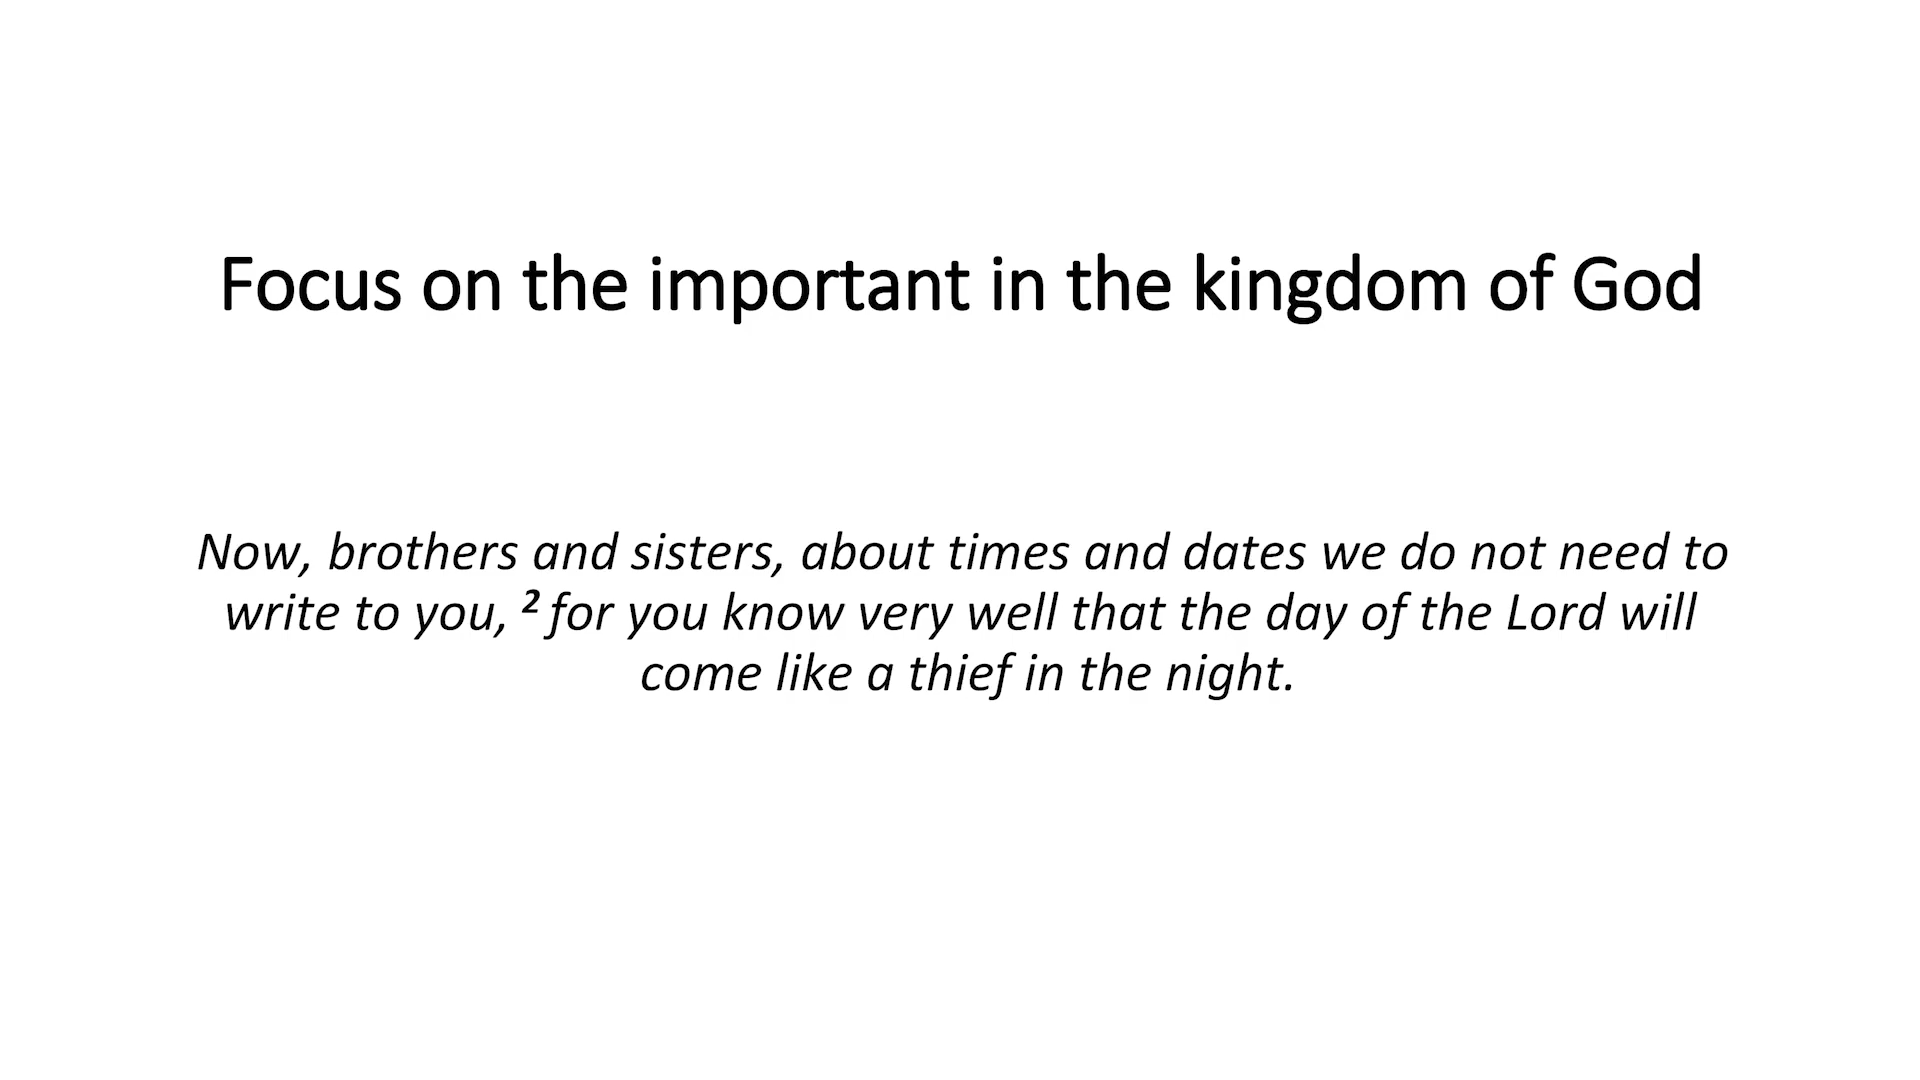 Focus on the important in the kingdom of God
Now, brothers and sisters, about times and dates we do not need to
write to you, ² for you know very well that the day of the Lord will
come like a thief in the night.